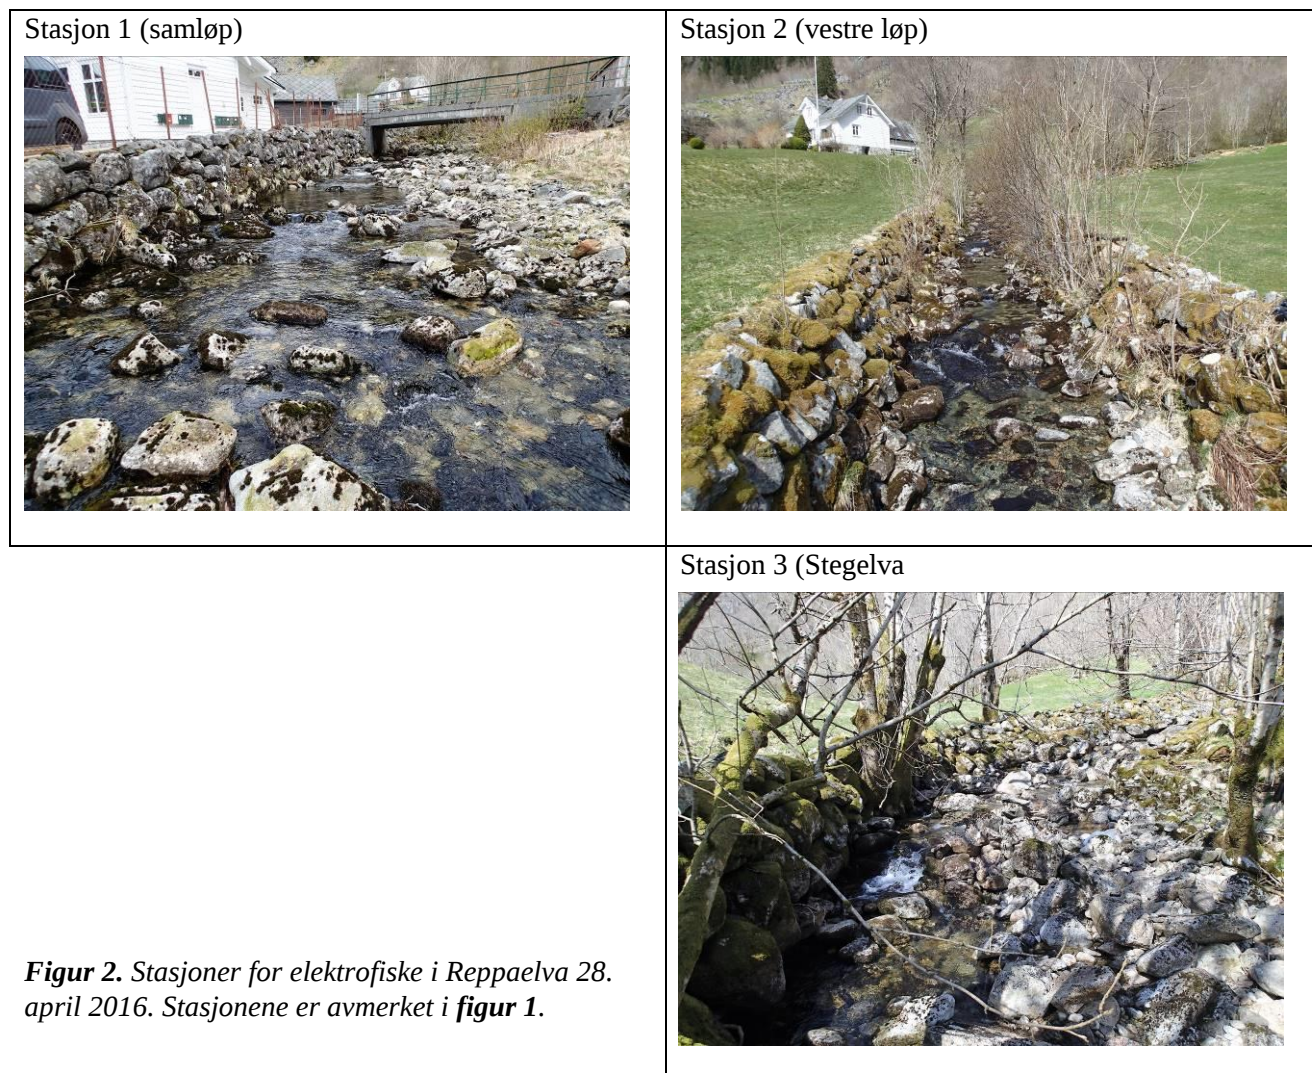 Stasjon 1 (samløp)
Stasjon 2 (vestre løp)
Stasjon 3 (Stegelva
Figur 2. Stasjoner for elektrofiske i Reppaelva 28.
april 2016. Stasjonene er avmerket i figur 1.